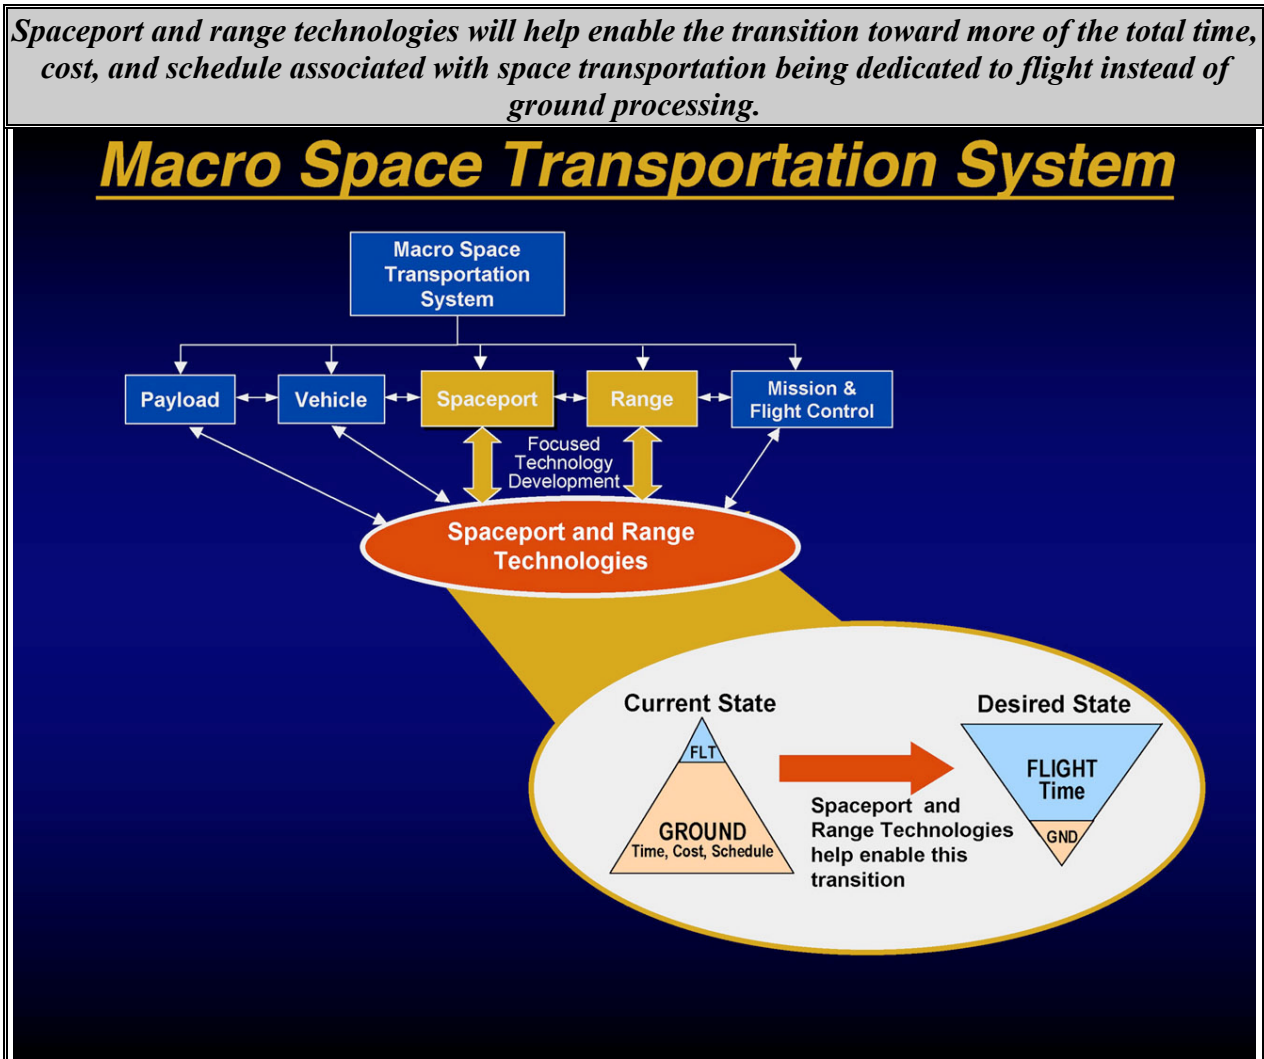 Spaceport and range technologies will help enable the transition toward more of the total time,
cost, and schedule associated with space transportation being dedicated to flight instead of
ground processing.
Macro Space Transportation System
Macro Space
Transportation
System
Payload
Vehicle
Spaceport
Range
Mission &
Flight Control
Focused
Technology
Development
Spaceport and Range
Technologies
Current State
FLT
GROUND
Time, Cost, Schedule
Spaceport and
Range Technologies
help enable this
transition
Desired State
FLIGHT
Time
GND